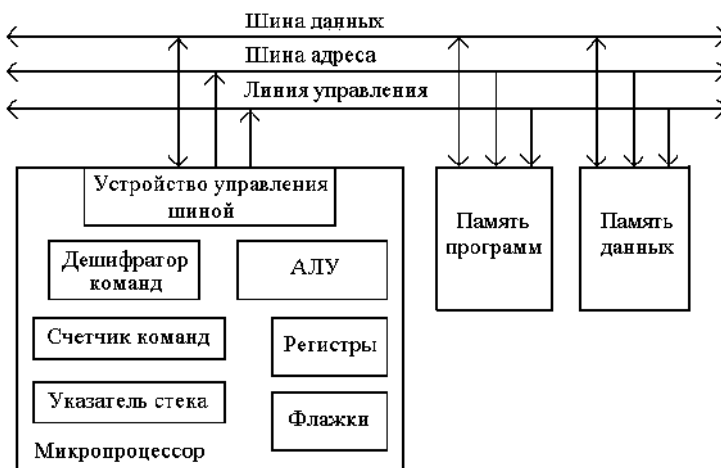 Шина данных
Шина адреса
Линия управления
Устройство управления
шиной
Дешифратор
команд
АЛУ
Счетчик команд
Регистры
Указатель стека
Флажки
Микропроцессор
Память
программ
Память
данных